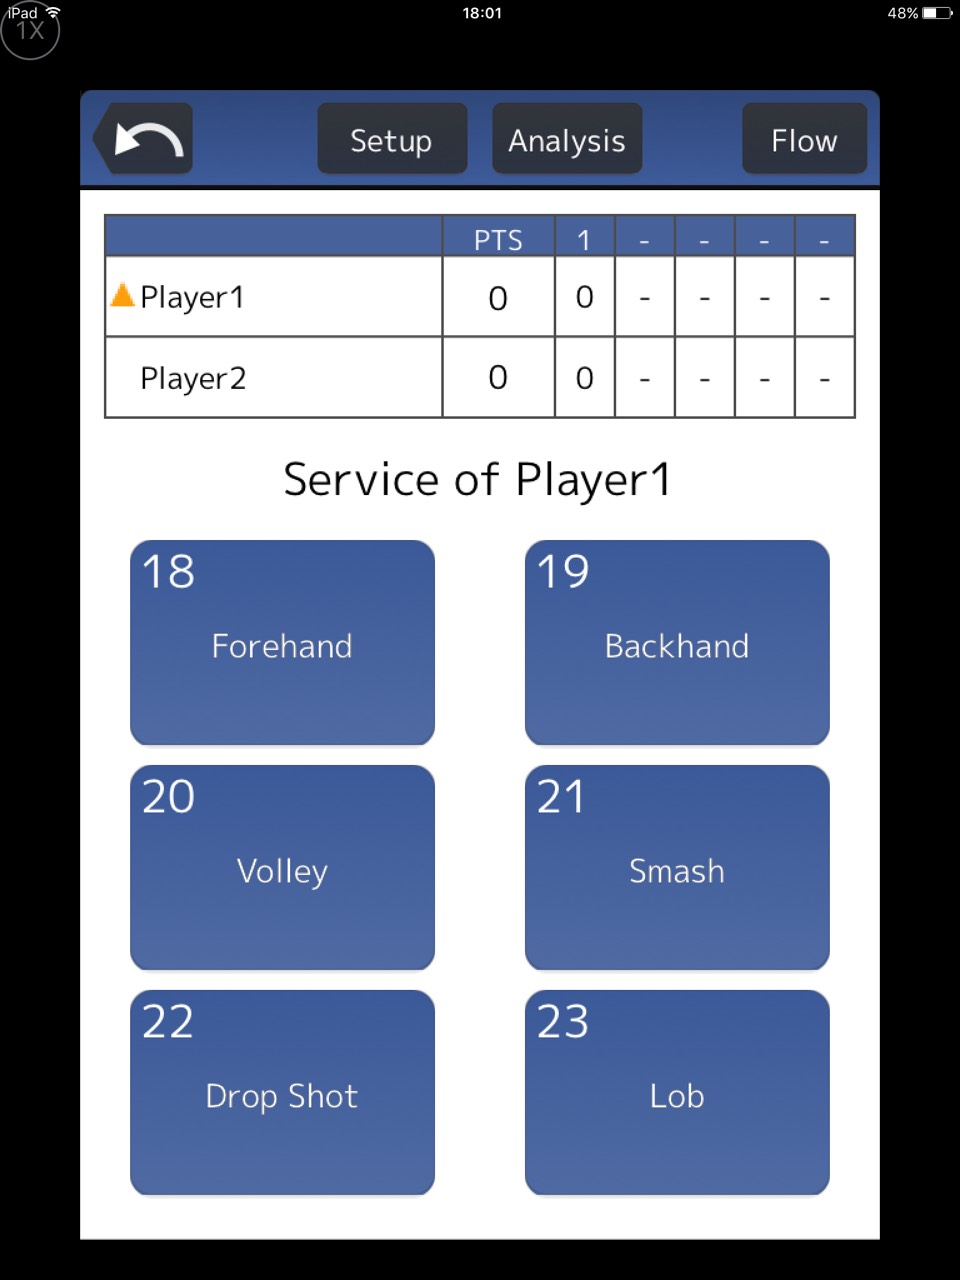 iPad 18:01 48%
1X
Setup Analysis Flow
PTS 1 - - - -
Player1 0 0 - - - -
Player2 0 0 - - - -
Service of Player1
18 19
Forehand Backhand
20 21
Volley Smash
22 23
Drop Shot Lob